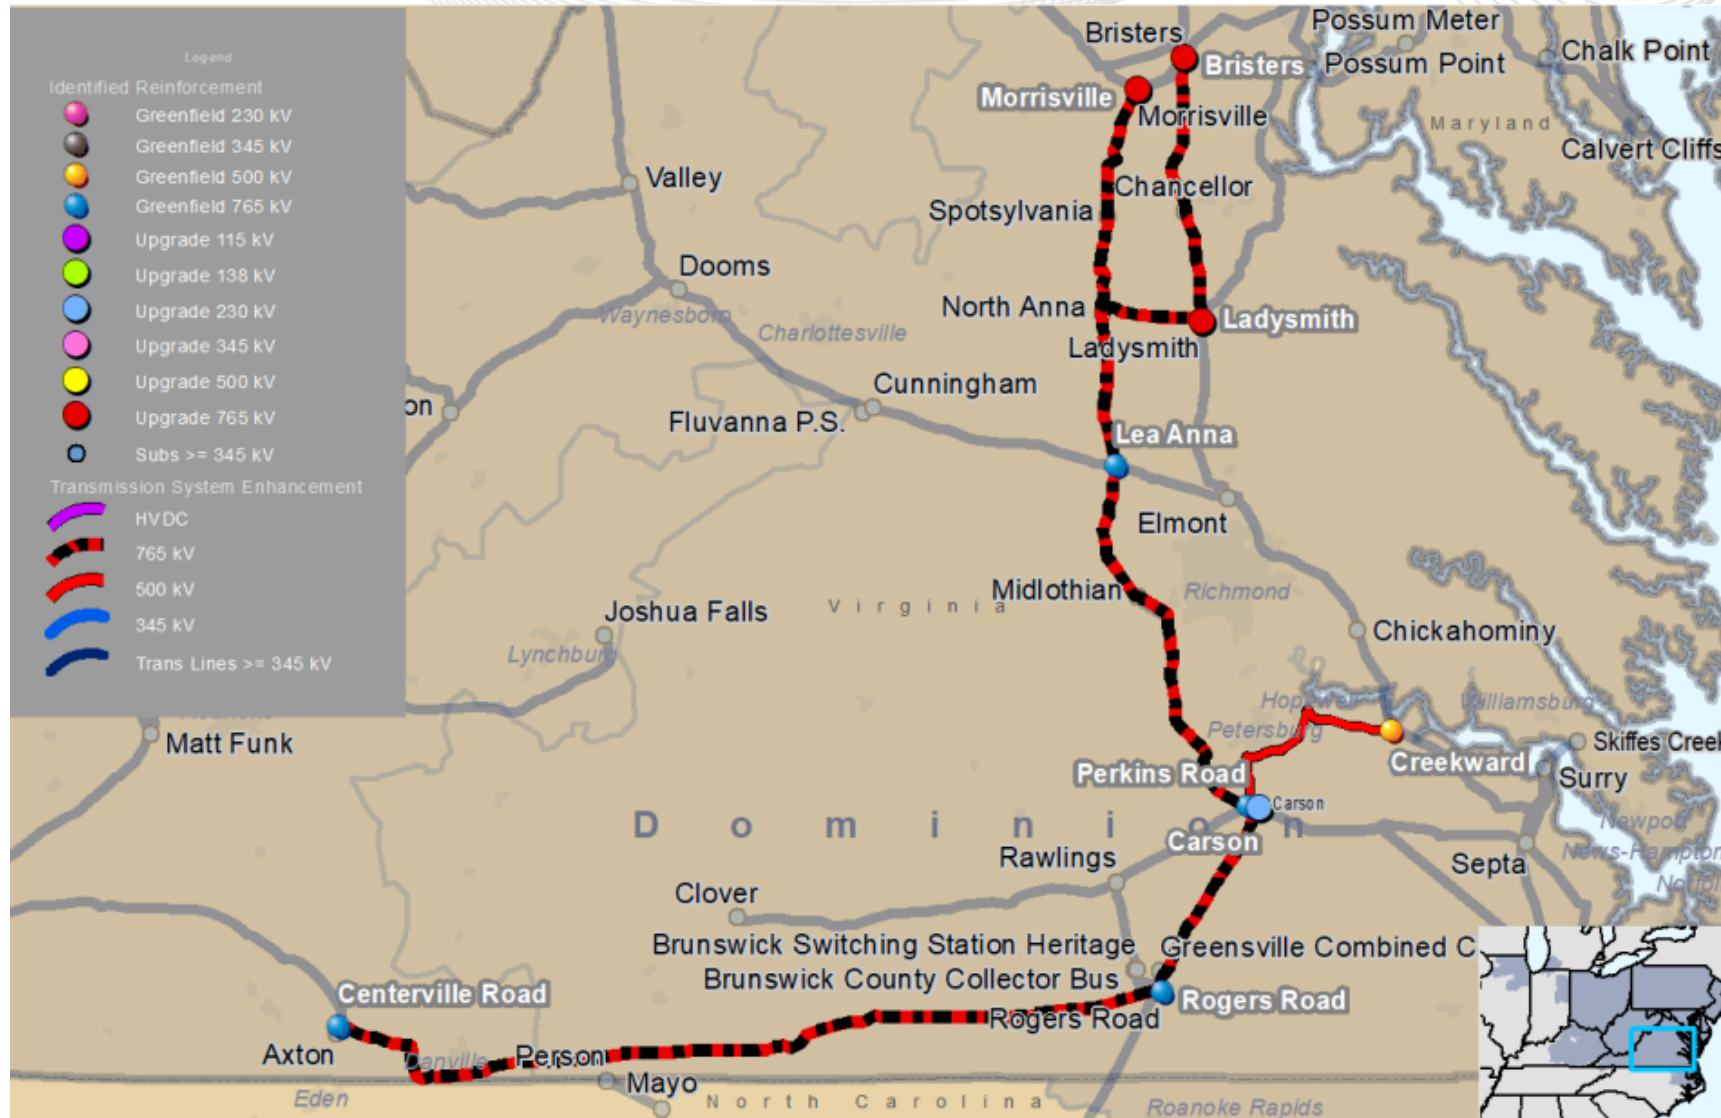 Legend
Identified Reinforcement
Greenfield 230 kV
Greenfield 345 kV
Greenfield 500 kV
Greenfield 765 kV
Upgrade 115 kV
Upgrade 138 kV
Upgrade 230 kV
Upgrade 345 kV
Upgrade 500 kV
Upgrade 765 kV
Subs >= 345 kV
Transmission System Enhancement
HVDC
765 kV
500 kV
345 kV
Trans Lines >= 345 kV
Possum Meter
Bristers
Chalk Point
Bristers
Possum Point
Morrisville
Morrisville
Maryland
Calvert Cliffs
Valley
Chancellor
Spotsylvania
Dooms
North Anna
Waynesboro
Charlottesville
Ladysmith
Ladysmith
Cunningham
on
Fluvanna P.S.
Lea Anna
Elmont
Midlothian
Richmond
Virginia
Joshua Falls
Chickahominy
Lynchburg
Hopewell
Williamsburg
Petersburg
Matt Funk
Skiffes Creek
Creekward
Perkins Road
Surry
Carson
Dominion
Newport
Carson
News-Hampton
Rawlings
Septa
Norfolk
Clover
Brunswick Switching Station Heritage
Greensville Combined C
Brunswick County Collector Bus
Centerville Road
Rogers Road
Rogers Road
Axton
Danville
Person
Mayo
Eden
North Carolina
Roanoke Rapids